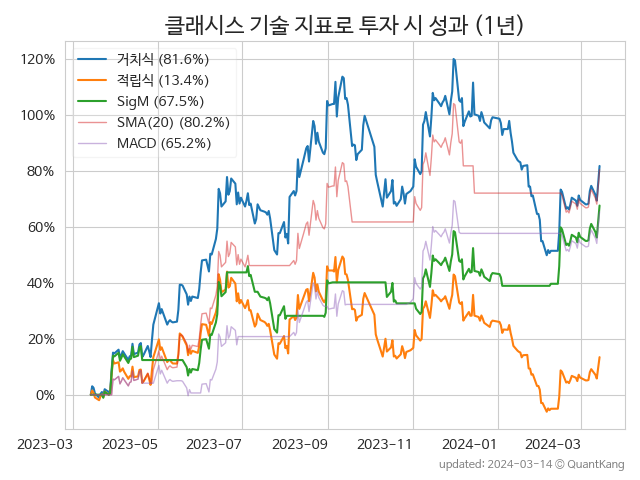 클래시스 기술 지표로 투자 시 성과 (1년)
거치식 (81.6%)
적립식 (13.4%)
SigM (67.5%)
SMA(20) (80.2%)
MACD (65.2%)
120%
100%
80%
60%
40%
20%
0%
2023-03 2023-05 2023-07 2023-09 2023-11 2024-01 2024-03
updated: 2024-03-14 © QuantKang